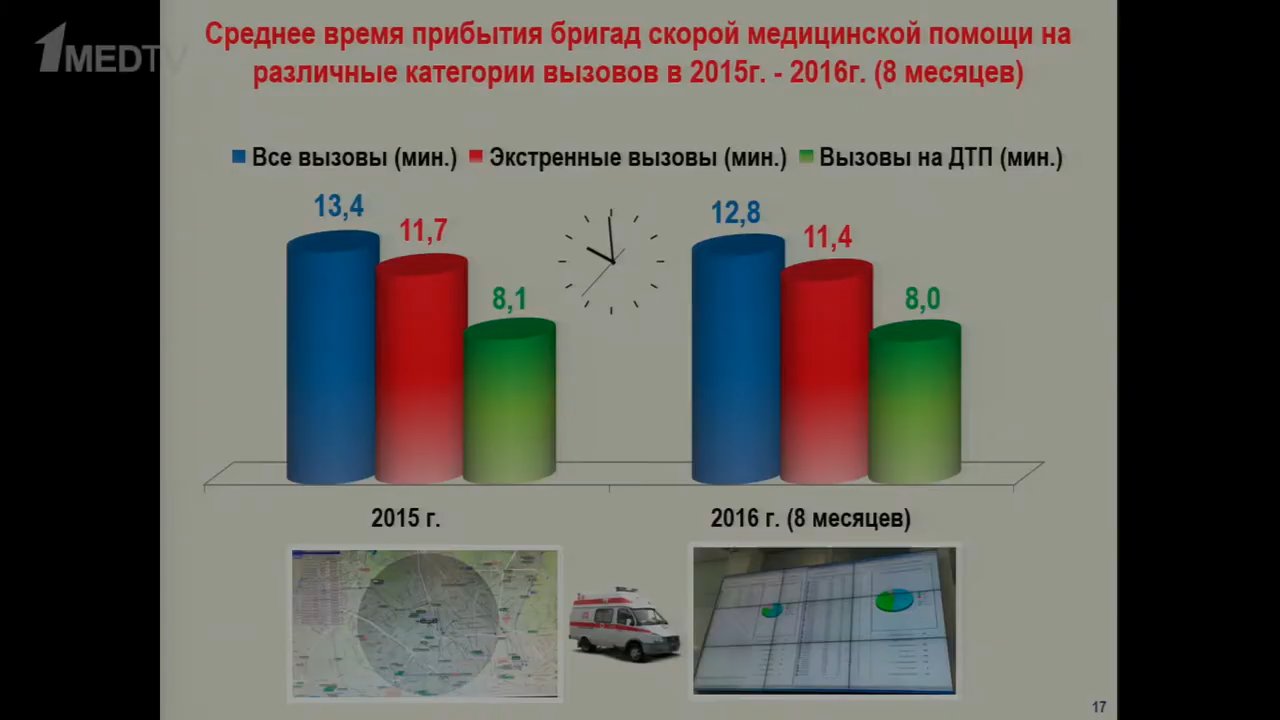 1MEDTV
Среднее время прибытия бригад скорой медицинской помощи на
различные категории вызовов в 2015г. - 2016г. (8 месяцев)
Все вызовы (мин.) Экстренные вызовы (мин.) Вызовы на ДТП (мин.)
13,4 11,7 8,1 12,8 11,4 8,0
2015 г. 2016 г. (8 месяцев)
17